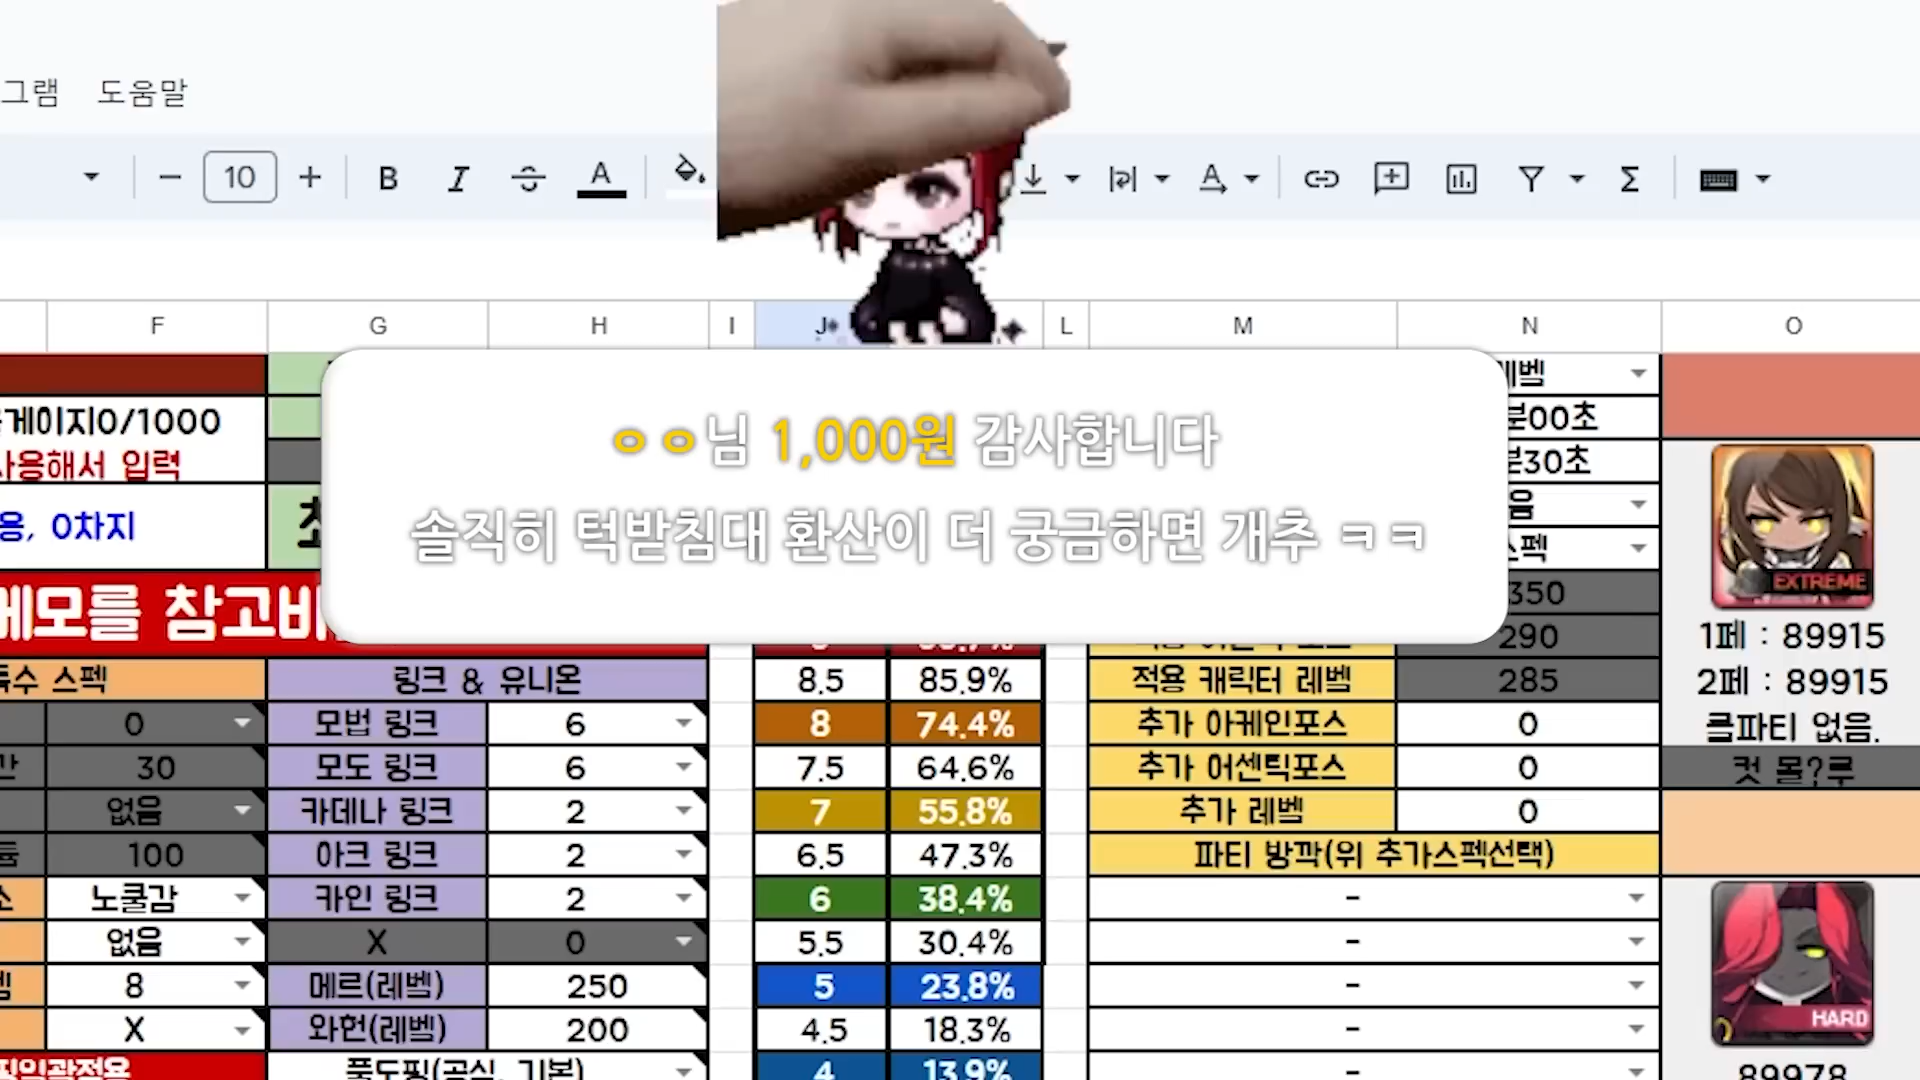 그램 도움말
10
B I A
F G H I J L M N O
ㅇㅇ님 1,000원 감사합니다
솔직히 턱받침대 환산이 더 궁금하면 개추 ㅋㅋ
게이지0/1000
사용해서 입력
용, 0차지
메모를 참고
00초
30초
스펙
350
290
EXTREME
1페 : 89915
2페 : 89915
클파티 없음.
컷 몰?루
특수 스펙 링크 & 유니온 8.5 85.9% 적용 캐릭터 레벨 285
0 모법 링크 6 8 74.4% 추가 아케인포스 0
30 모도 링크 6 7.5 64.6% 추가 어센틱포스 0
없음 카데나 링크 2 7 55.8% 추가 레벨 0
100 아크 링크 2 6.5 47.3% 파티 방깍(위 추가스펙선택)
노쿨감 카인 링크 2 6 38.4% -
없음 X 0 5.5 30.4% -
8 메르(레벨) 250 5 23.8% -
X 와헌(레벨) 200 4.5 18.3% -
풀도핑(공심, 기본) 4 13.9% -
HARD
89978